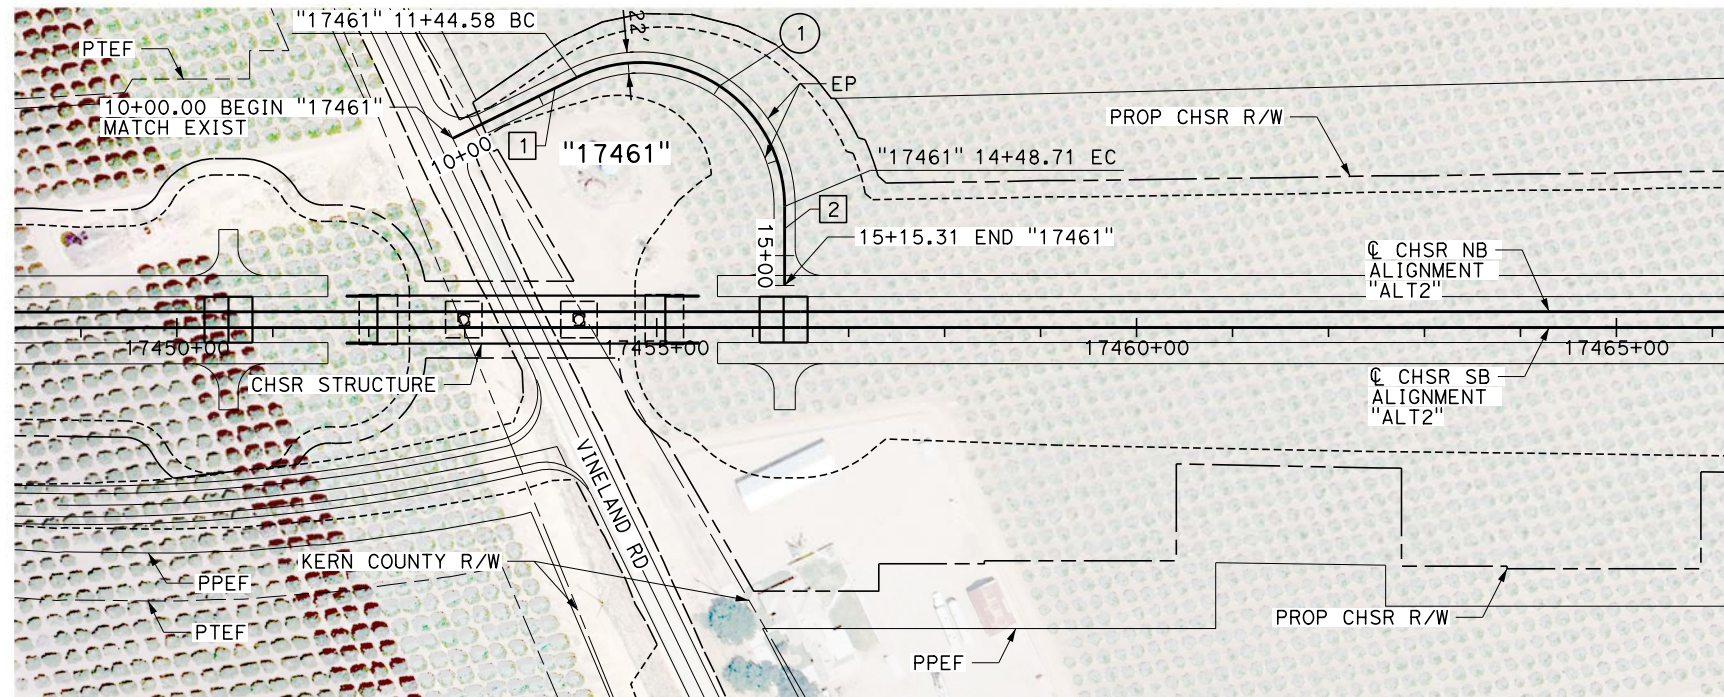 "17461" 11+44.58 BC
22'
1
PTEF
EP
10+00.00 BEGIN "17461"
MATCH EXIST
PROP CHSR R/W
10+00
1
"17461"
"17461" 14+48.71 EC
2
15+00
15+15.31 END "17461"
℄ CHSR NB
ALIGNMENT
"ALT2"
17450+00
17455+00
17460+00
17465+00
CHSR STRUCTURE
℄ CHSR SB
ALIGNMENT
"ALT2"
VINELAND RD
KERN COUNTY R/W
PPEF
PTEF
PROP CHSR R/W
PPEF